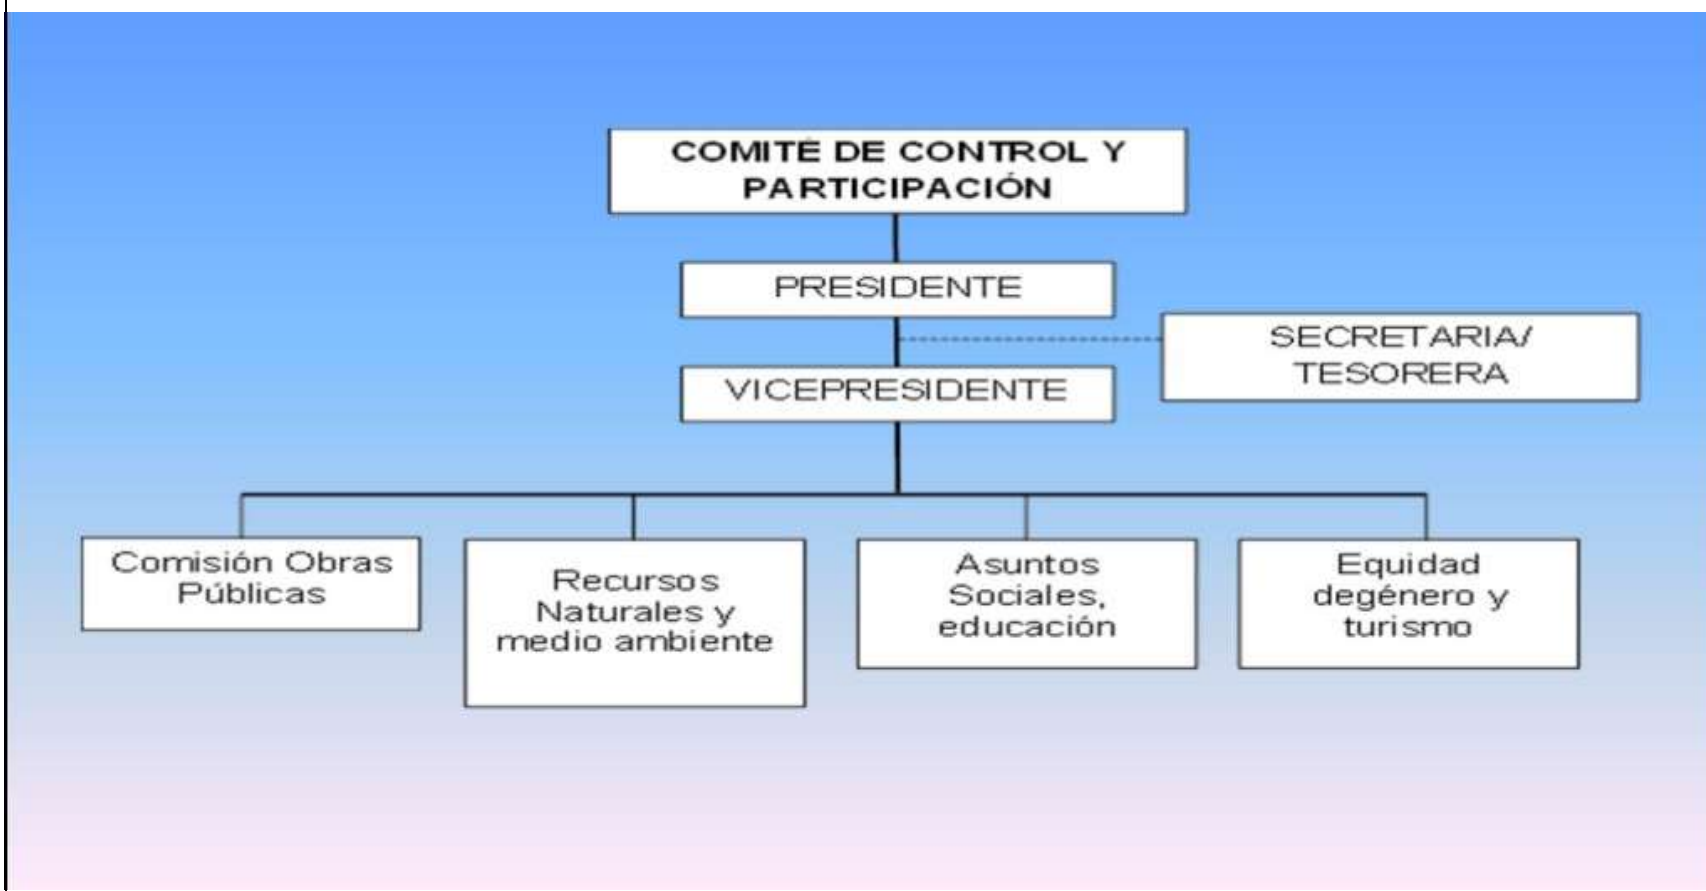 COMITÉ DE CONTROL Y
PARTICIPACIÓN
PRESIDENTE
SECRETARIA/
TESORERA
VICEPRESIDENTE
Comisión Obras
Públicas
Recursos
Naturales y
medio ambiente
Asuntos
Sociales,
educación
Equidad
degénero y
turismo